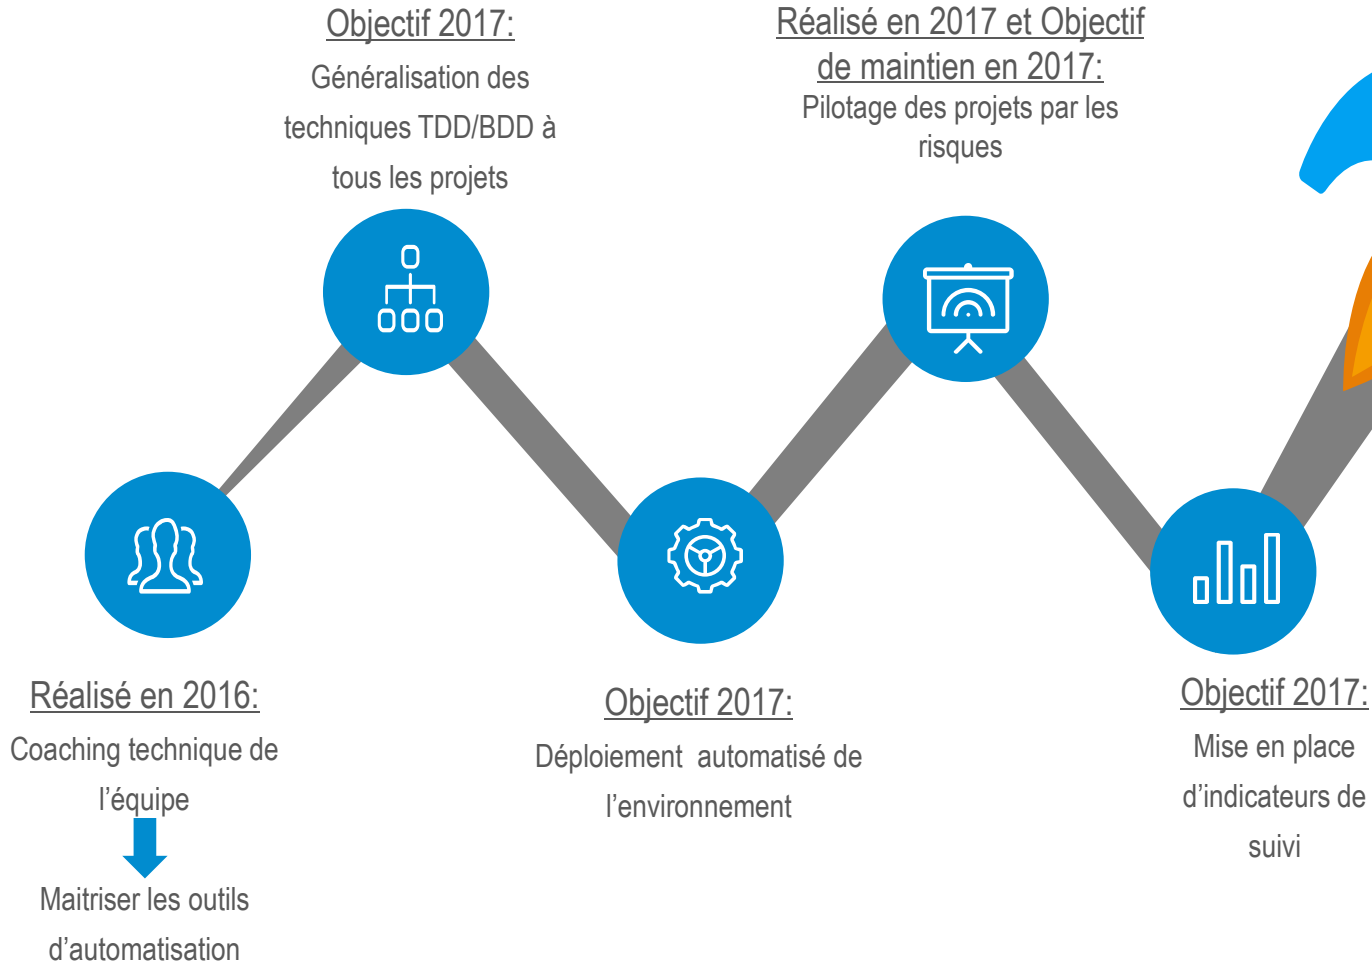 Objectif 2017:
Généralisation des
techniques TDD/BDD à
tous les projets
Réalisé en 2017 et Objectif
de maintien en 2017:
Pilotage des projets par les
risques
Réalisé en 2016:
Coaching technique de
l’équipe
Maitriser les outils
d’automatisation
Objectif 2017:
Déploiement  automatisé de
l’environnement
Objectif 2017:
Mise en place
d’indicateurs de
suivi